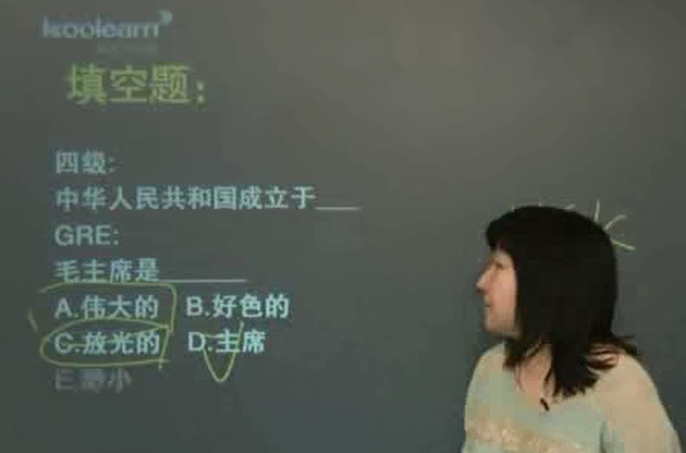 koolearn
填空题:
四级:
中华人民共和国成立于___
GRE:
毛主席是______
A.伟大的 B.好色的
C.放光的 D.主席
E.渺小